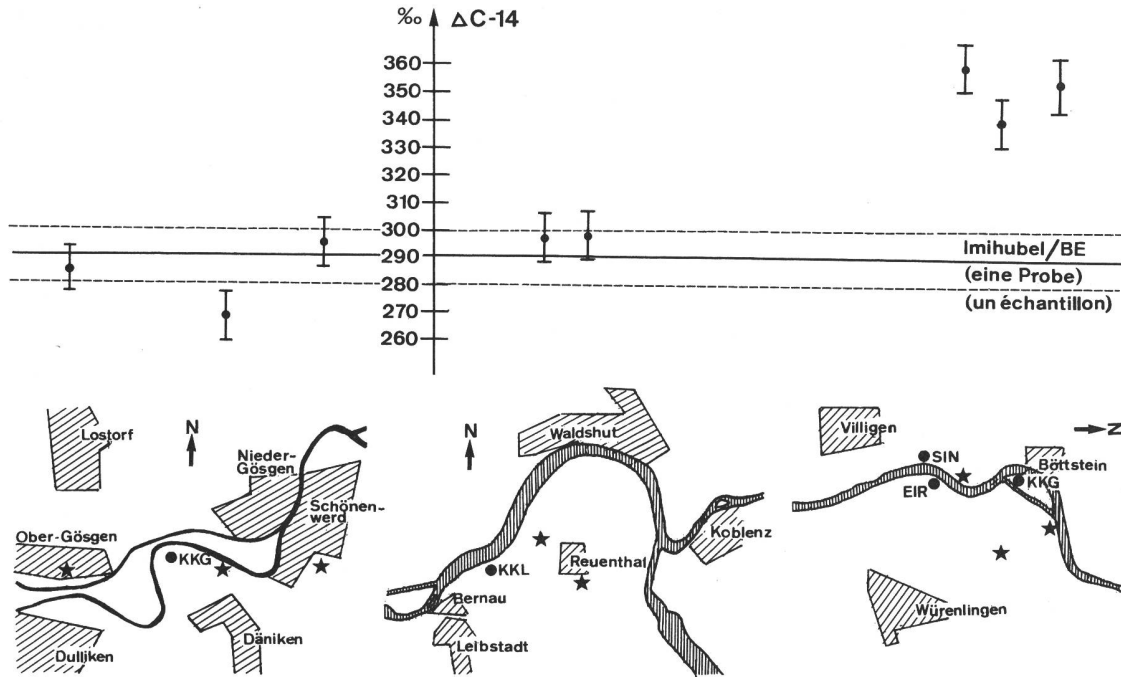 ‰ ΔC-14
360
350
340
330
320
310
300
290
280
270
260
Imihubel/BE
(eine Probe)
(un échantillon)
Lostorf
N
Nieder-
Gösgen
Schönen-
werd
Ober-Gösgen
KKG
Däniken
Dulliken
N
Waldshut
Koblenz
Reuenthal
KKL
Bernau
Leibstadt
Villigen
N
SIN
Böttstein
EIR
KKG
Würenlingen